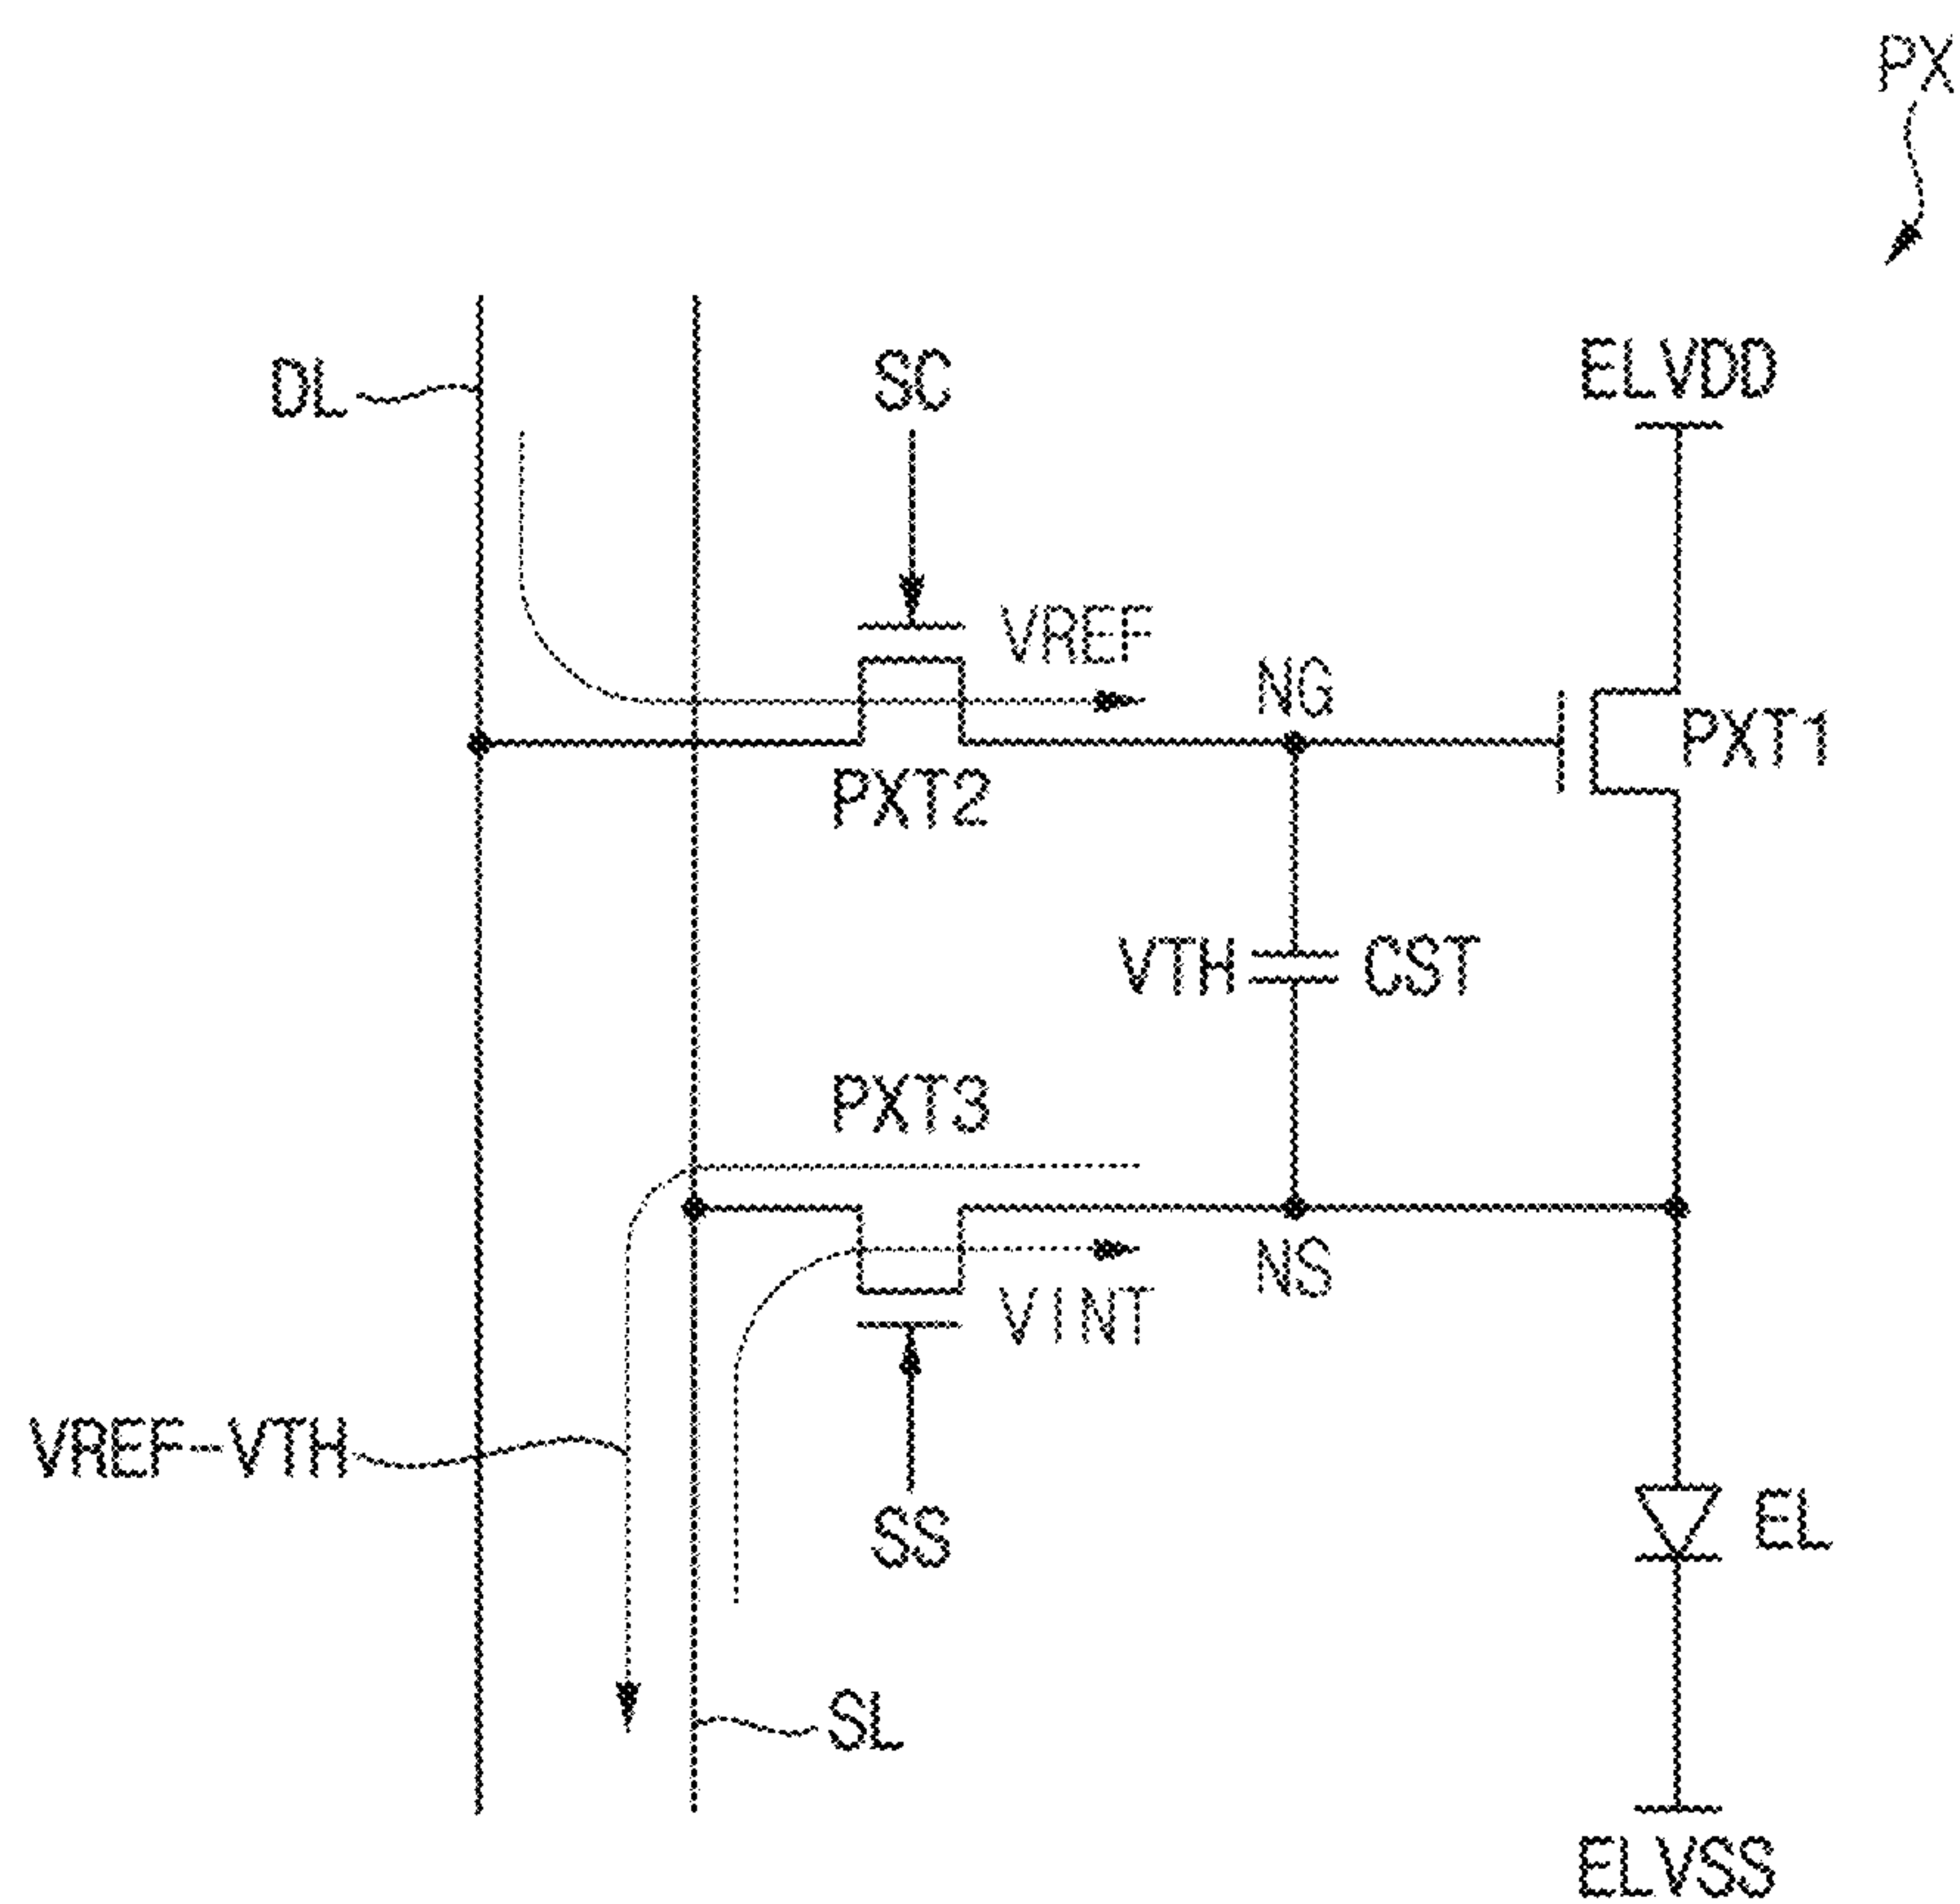 PX
ELVDD
DL
SC
VREF
NG
PXT1
PXT2
VTH
CST
PXT3
NS
VINT
VREF-VTH
SS
EL
SL
ELVSS